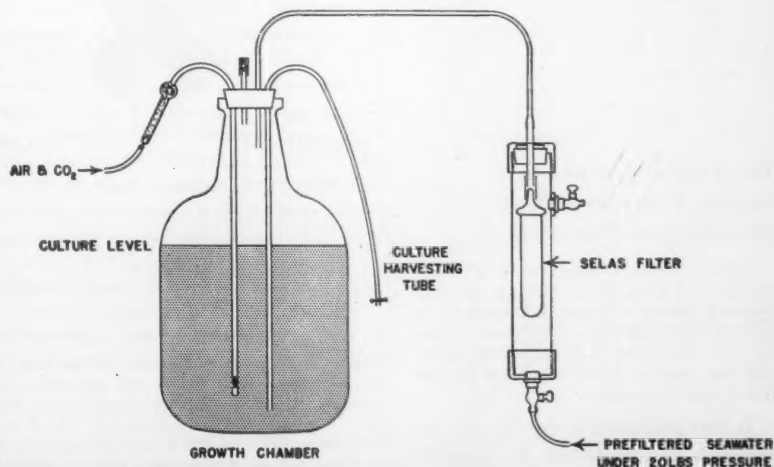 AIR & CO₂
CULTURE LEVEL
CULTURE
HARVESTING
TUBE
SELAS FILTER
GROWTH CHAMBER
PREFILTERED SEAWATER
UNDER 20LBS PRESSURE